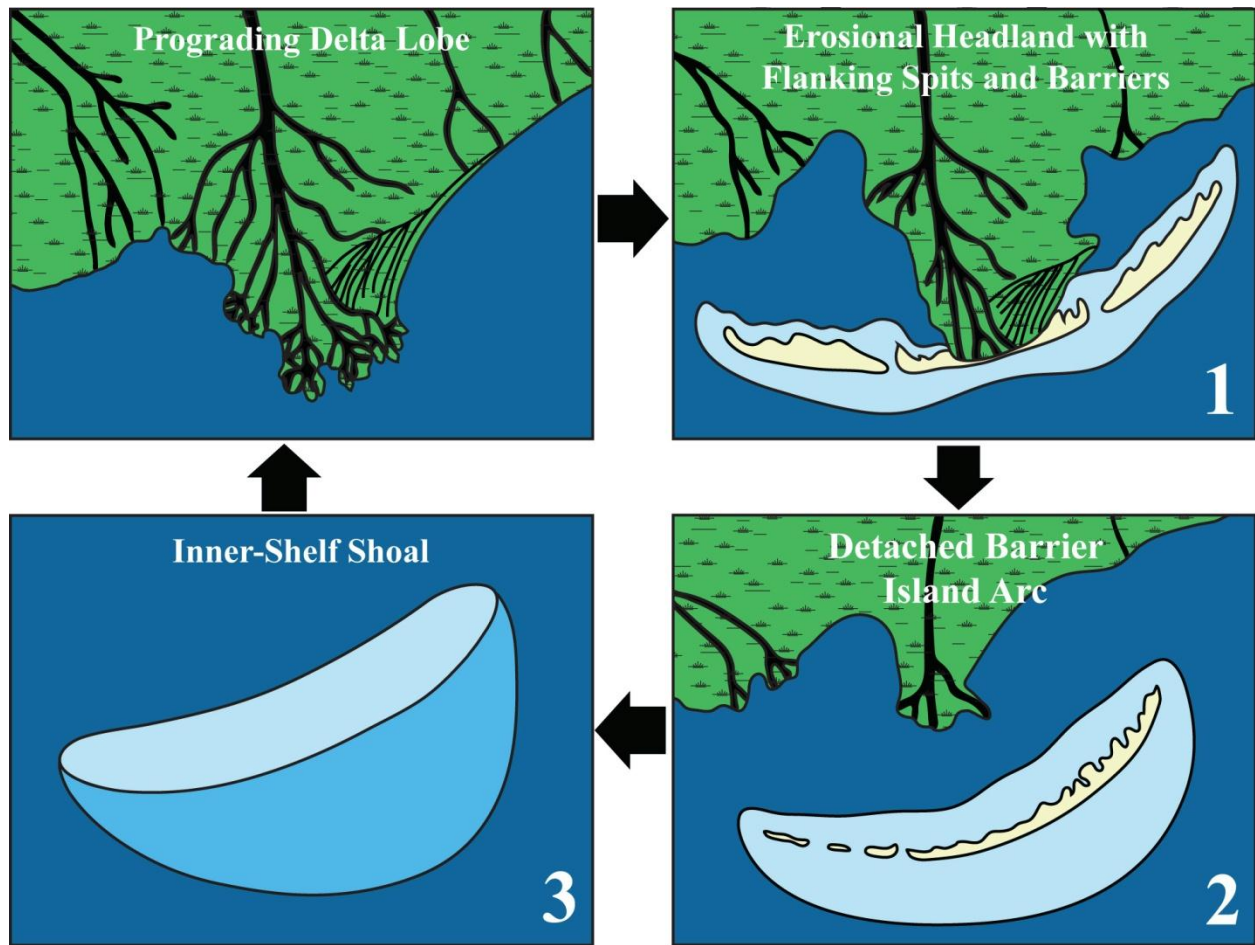 Prograding Delta Lobe
Erosional Headland with
Flanking Spits and Barriers
1
Detached Barrier
Island Arc
2
Inner-Shelf Shoal
3